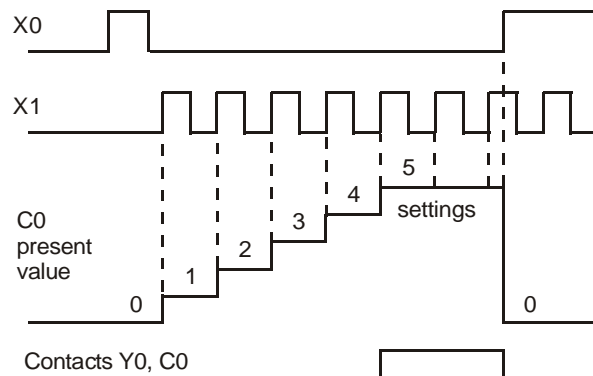 X0
X1
5
4
settings
3
2
1
C0
present
value
0
0
Contacts Y0, C0